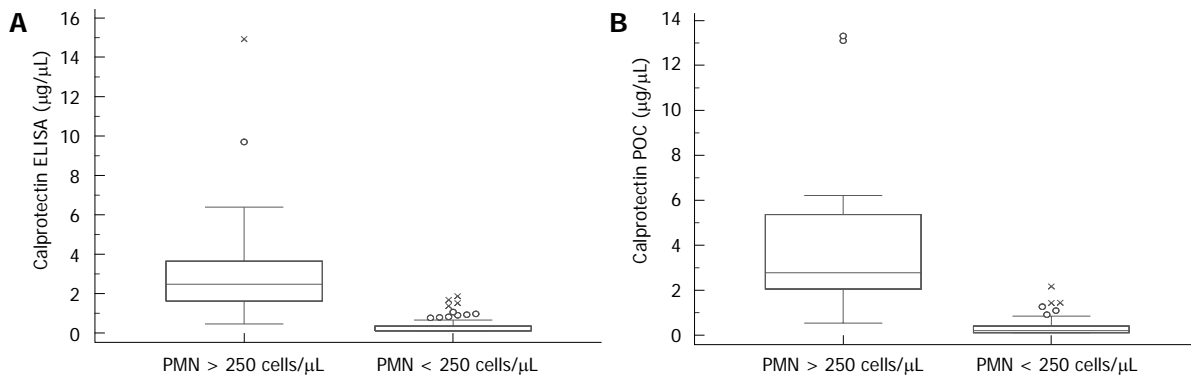 A
Calprotectin ELISA (μg/μL)
16
14
12
10
8
6
4
2
0
PMN > 250 cells/μL
PMN < 250 cells/μL
B
Calprotectin POC (μg/μL)
14
12
10
8
6
4
2
0
PMN > 250 cells/μL
PMN < 250 cells/μL